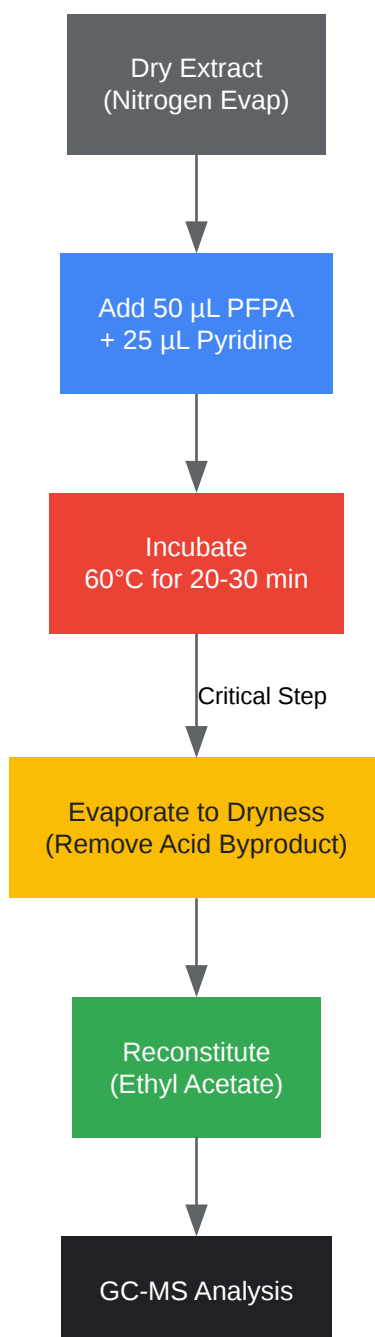 Dry Extract
(Nitrogen Evap)
Add 50 µL PFPA
+ 25 µL Pyridine
Incubate
60°C for 20-30 min
Critical Step
Evaporate to Dryness
(Remove Acid Byproduct)
Reconstitute
(Ethyl Acetate)
GC-MS Analysis